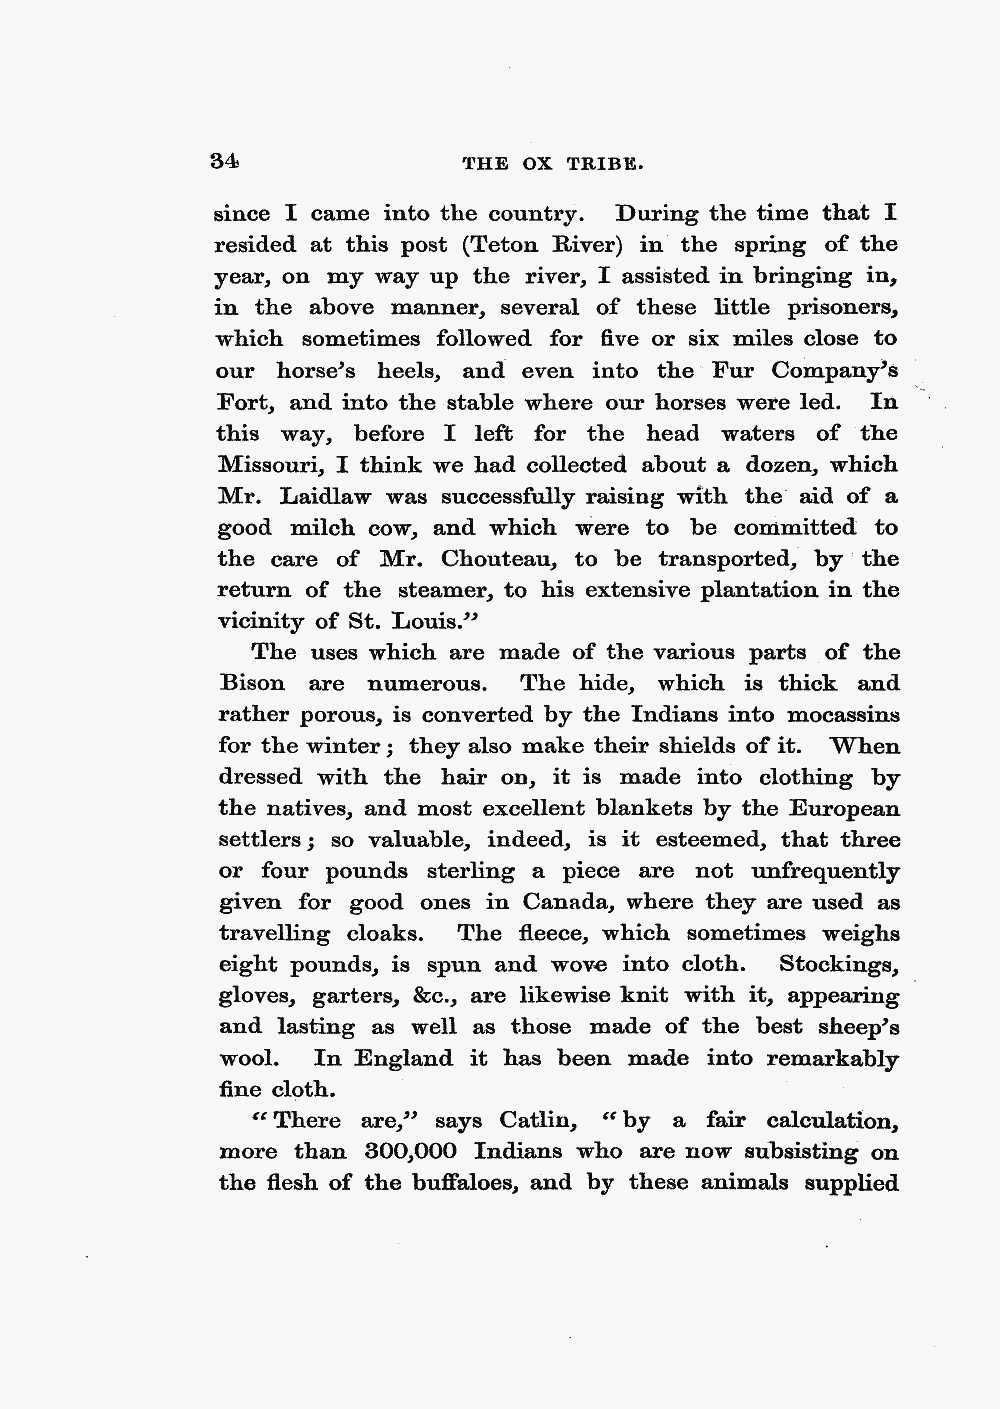 34 THE OX TRIBE.
since I came into the country. During the time that I
resided at this post (Teton River) in the spring of the
year, on my way up the river, I assisted in bringing in,
in the above manner, several of these little prisoners,
which sometimes followed for five or six miles close to
our horse's heels, and even into the Fur Company's
Fort, and into the stable where our horses were led. In
this way, before I left for the head waters of the
Missouri, I think we had collected about a dozen, which
Mr. Laidlaw was successfully raising with the aid of a
good milch cow, and which were to be committed to
the care of Mr. Chouteau, to be transported, by the
return of the steamer, to his extensive plantation in the
vicinity of St. Louis."
The uses which are made of the various parts of the
Bison are numerous. The hide, which is thick and
rather porous, is converted by the Indians into mocassins
for the winter; they also make their shields of it. When
dressed with the hair on, it is made into clothing by
the natives, and most excellent blankets by the European
settlers; so valuable, indeed, is it esteemed, that three
or four pounds sterling a piece are not unfrequently
given for good ones in Canada, where they are used as
travelling cloaks. The fleece, which sometimes weighs
eight pounds, is spun and wove into cloth. Stockings,
gloves, garters, &c., are likewise knit with it, appearing
and lasting as well as those made of the best sheep's
wool. In England it has been made into remarkably
fine cloth.
"There are," says Catlin, "by a fair calculation,
more than 300,000 Indians who are now subsisting on
the flesh of the buffaloes, and by these animals supplied